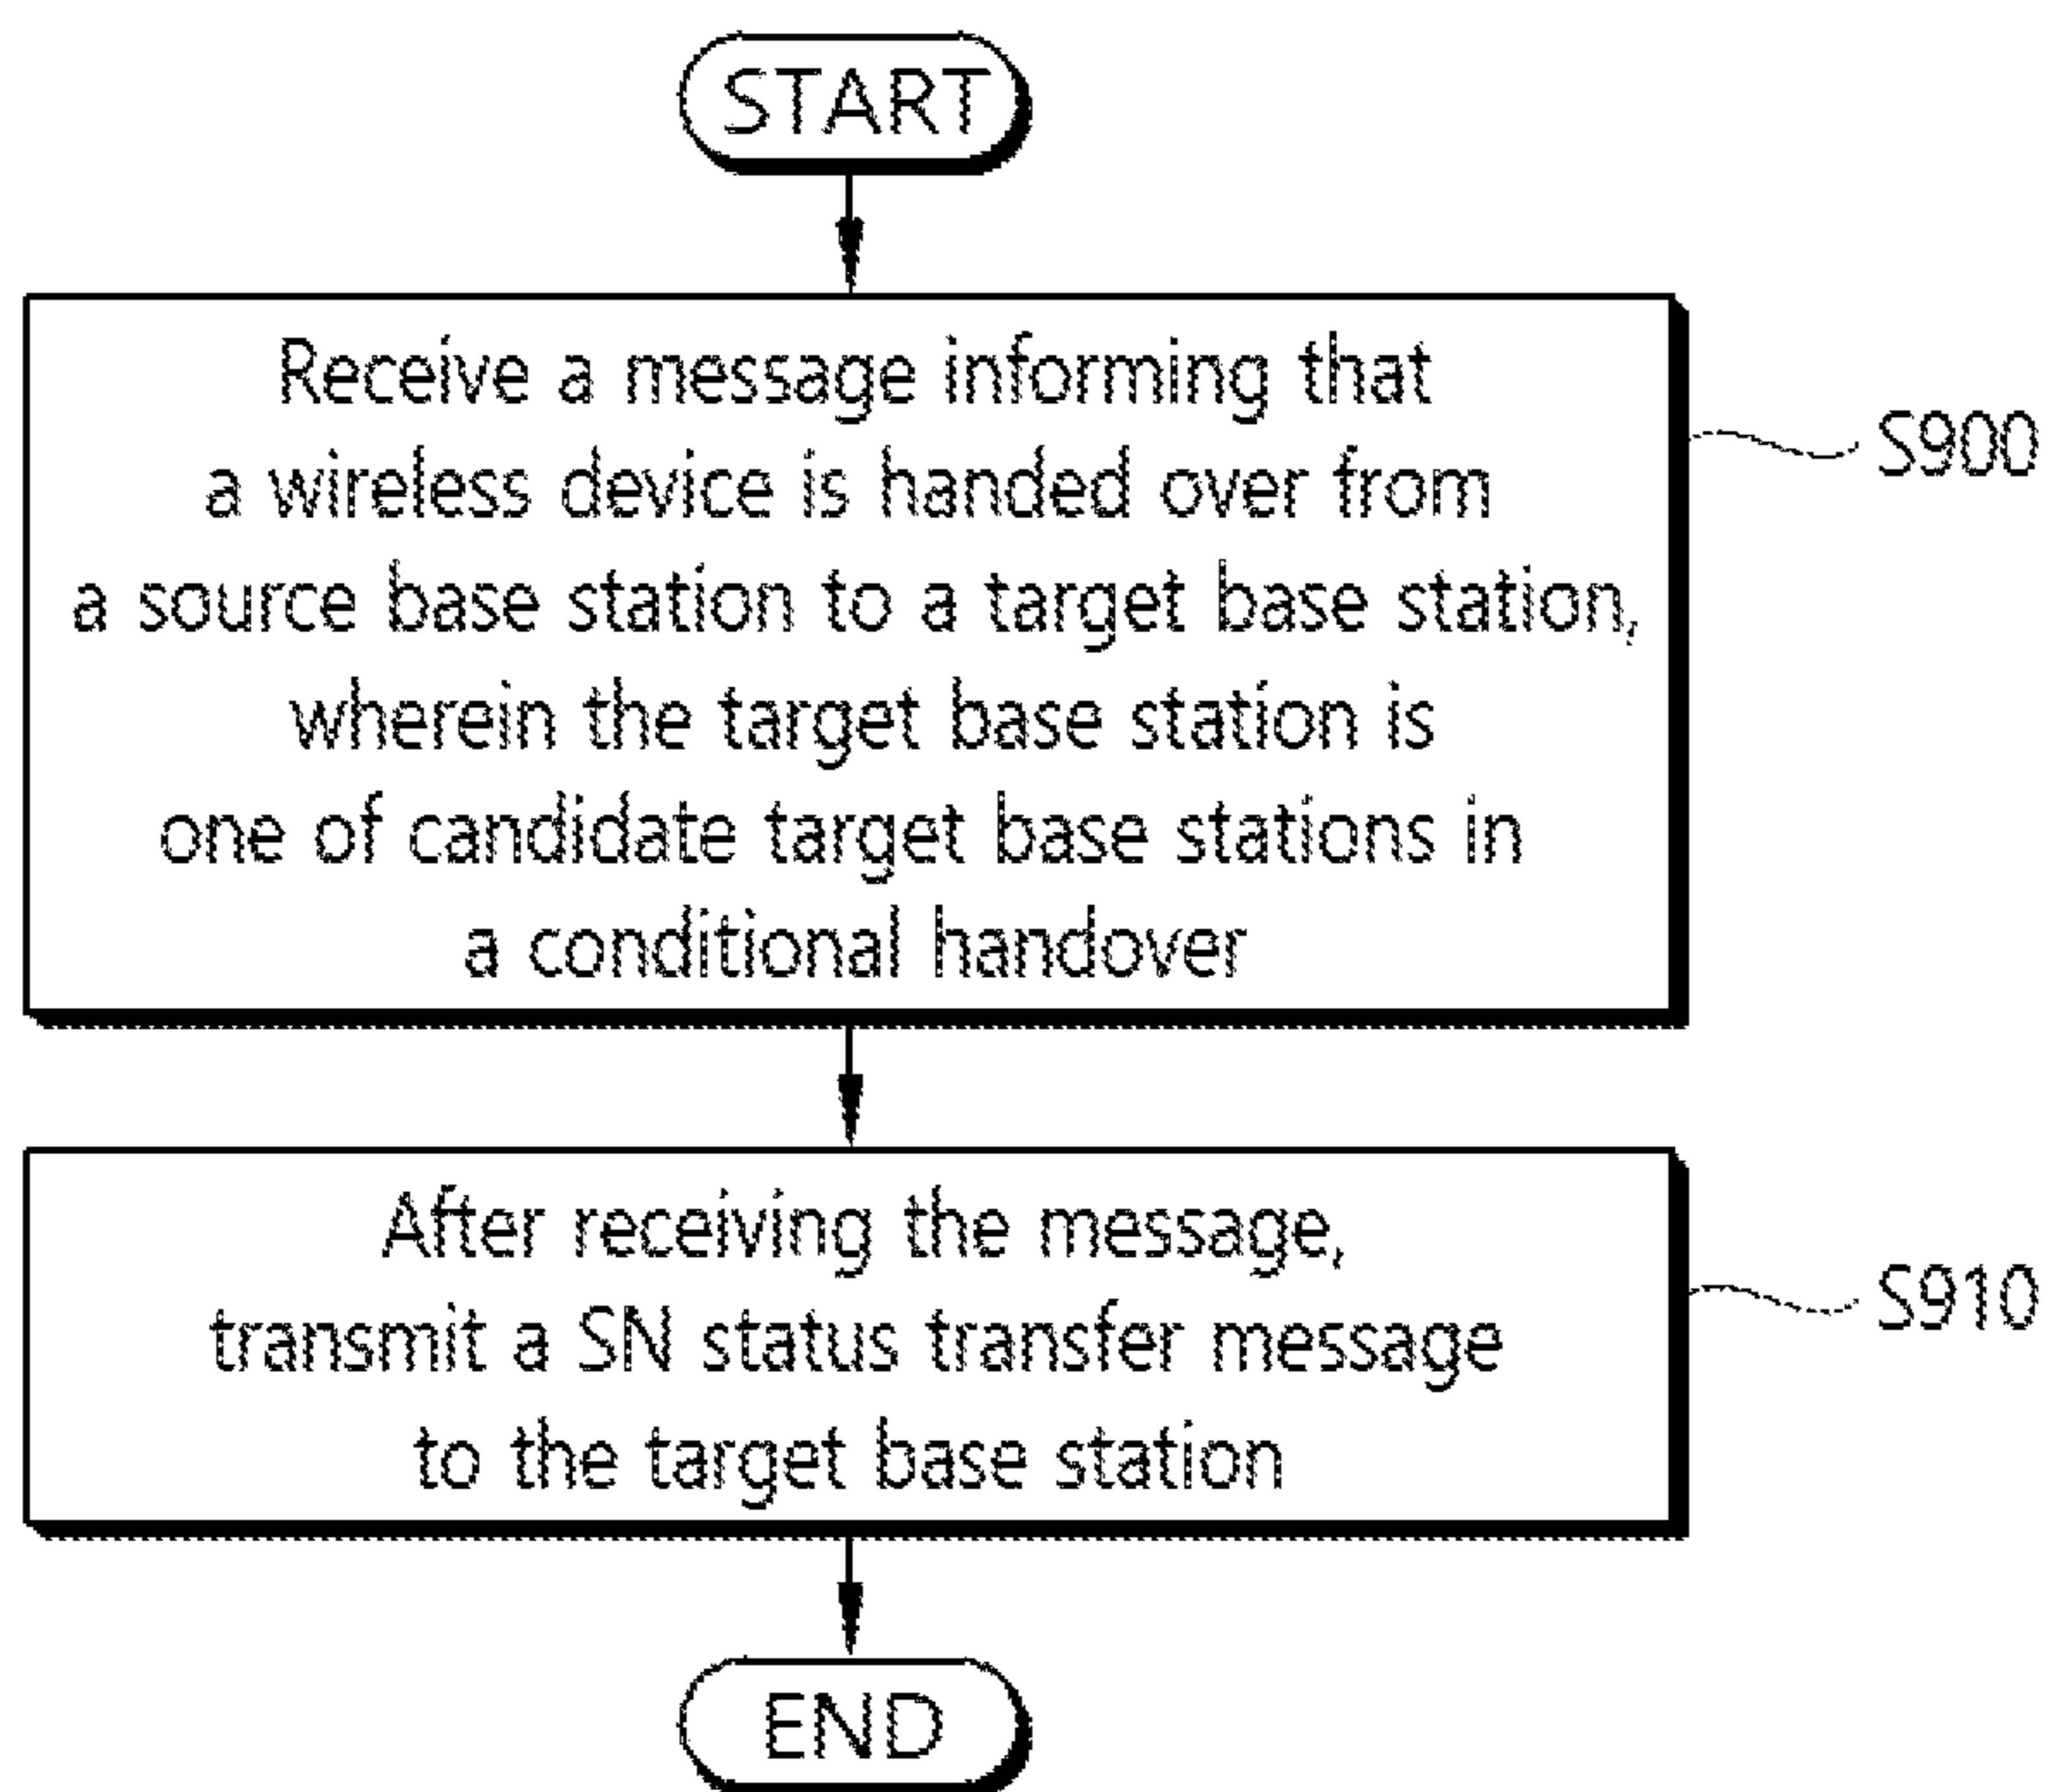 START
Receive a message informing that
a wireless device is handed over from
a source base station to a target base station,
wherein the target base station is
one of candidate target base stations in
a conditional handover
S900
After receiving the message,
transmit a SN status transfer message
to the target base station
S910
END